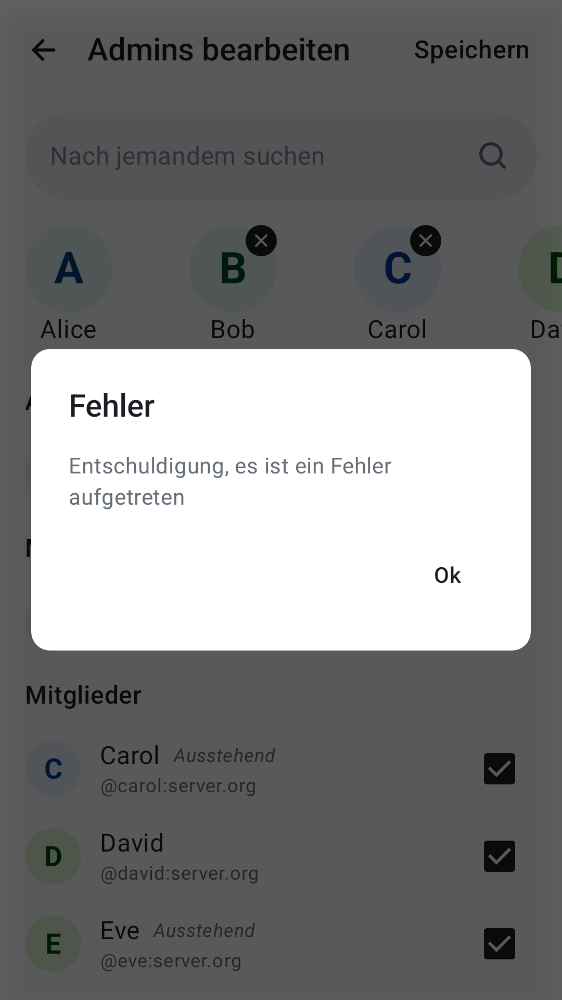 Admins bearbeiten
Speichern
Nach jemandem suchen
A
B
C
Alice
Bob
Carol
Fehler
Entschuldigung, es ist ein Fehler
aufgetreten
Ok
Mitglieder
C
Carol Ausstehend
@carol:server.org
D
David
@david:server.org
E
Eve Ausstehend
@eve:server.org